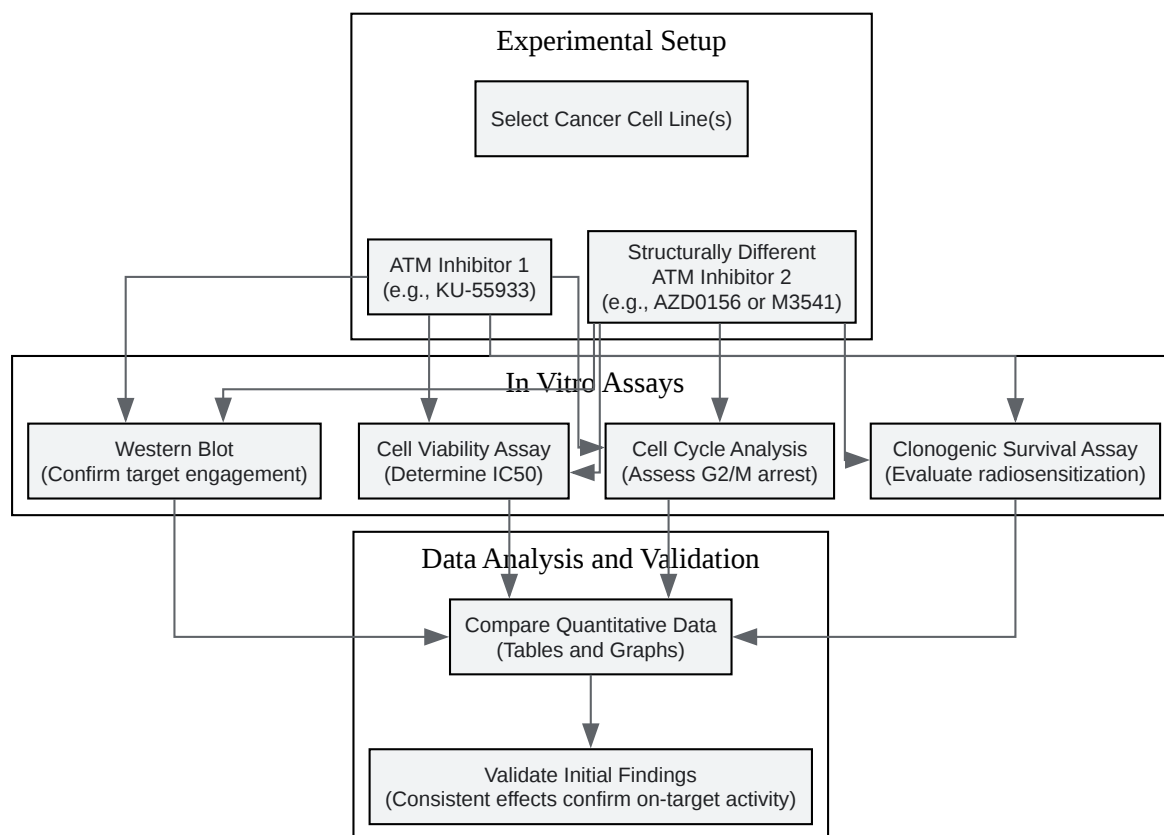 Experimental Setup
Select Cancer Cell Line(s)
ATM Inhibitor 1
(e.g., KU-55933)
Structurally Different
ATM Inhibitor 2
(e.g., AZD0156 or M3541)
In Vitro Assays
Western Blot
(Confirm target engagement)
Cell Viability Assay
(Determine IC50)
Cell Cycle Analysis
(Assess G2/M arrest)
Clonogenic Survival Assay
(Evaluate radiosensitization)
Data Analysis and Validation
Compare Quantitative Data
(Tables and Graphs)
Validate Initial Findings
(Consistent effects confirm on-target activity)